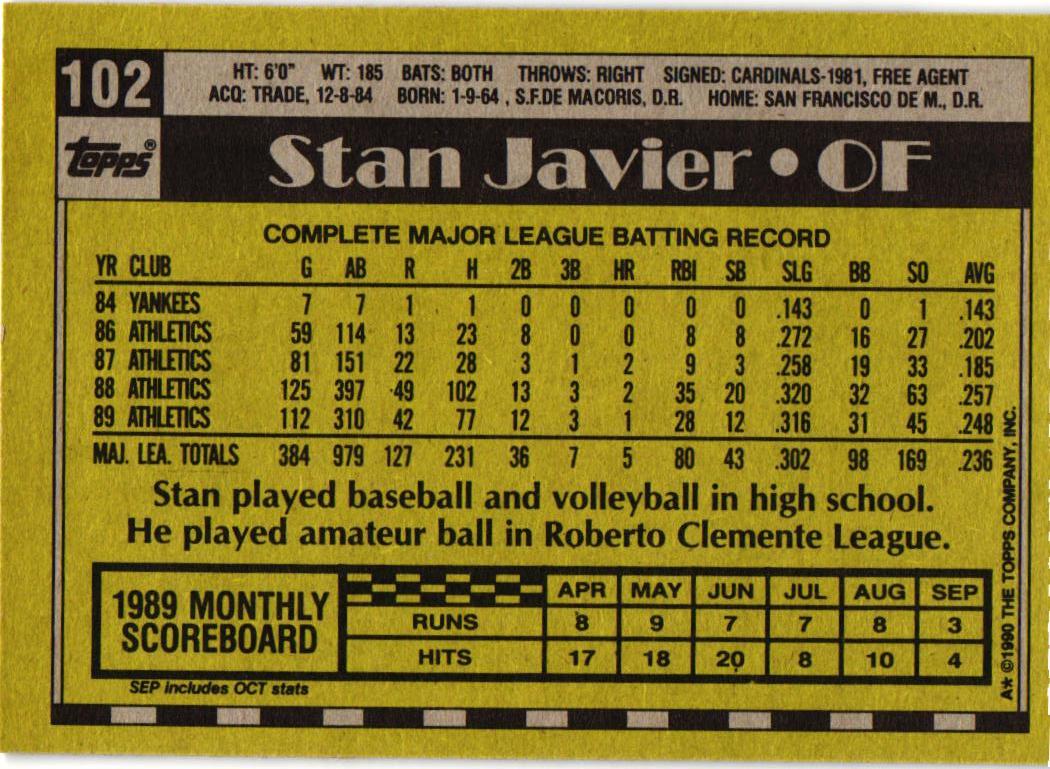 102
HT: 6'0" WT: 185 BATS: BOTH THROWS: RIGHT SIGNED: CARDINALS-1981, FREE AGENT
ACQ: TRADE, 12-8-84 BORN: 1-9-64 , S.F.DE MACORIS, D.R. HOME: SAN FRANCISCO DE M., D.R.
topps®
Stan Javier • OF
COMPLETE MAJOR LEAGUE BATTING RECORD
YR CLUB G AB R H 2B 3B HR RBI SB SLG BB SO AVG
84 YANKEES 7 7 1 1 0 0 0 0 0 .143 0 1 .143
86 ATHLETICS 59 114 13 23 8 0 0 8 8 .272 16 27 .202
87 ATHLETICS 81 151 22 28 3 1 2 9 3 .258 19 33 .185
88 ATHLETICS 125 397 49 102 13 3 2 35 20 .320 32 63 .257
89 ATHLETICS 112 310 42 77 12 3 1 28 12 .316 31 45 .248
MAJ. LEA. TOTALS 384 979 127 231 36 7 5 80 43 .302 98 169 .236
Stan played baseball and volleyball in high school.
He played amateur ball in Roberto Clemente League.
1989 MONTHLY
SCOREBOARD
APR MAY JUN JUL AUG SEP
RUNS 8 9 7 7 8 3
HITS 17 18 20 8 10 4
SEP includes OCT stats
A* ©1990 THE TOPPS COMPANY, INC.